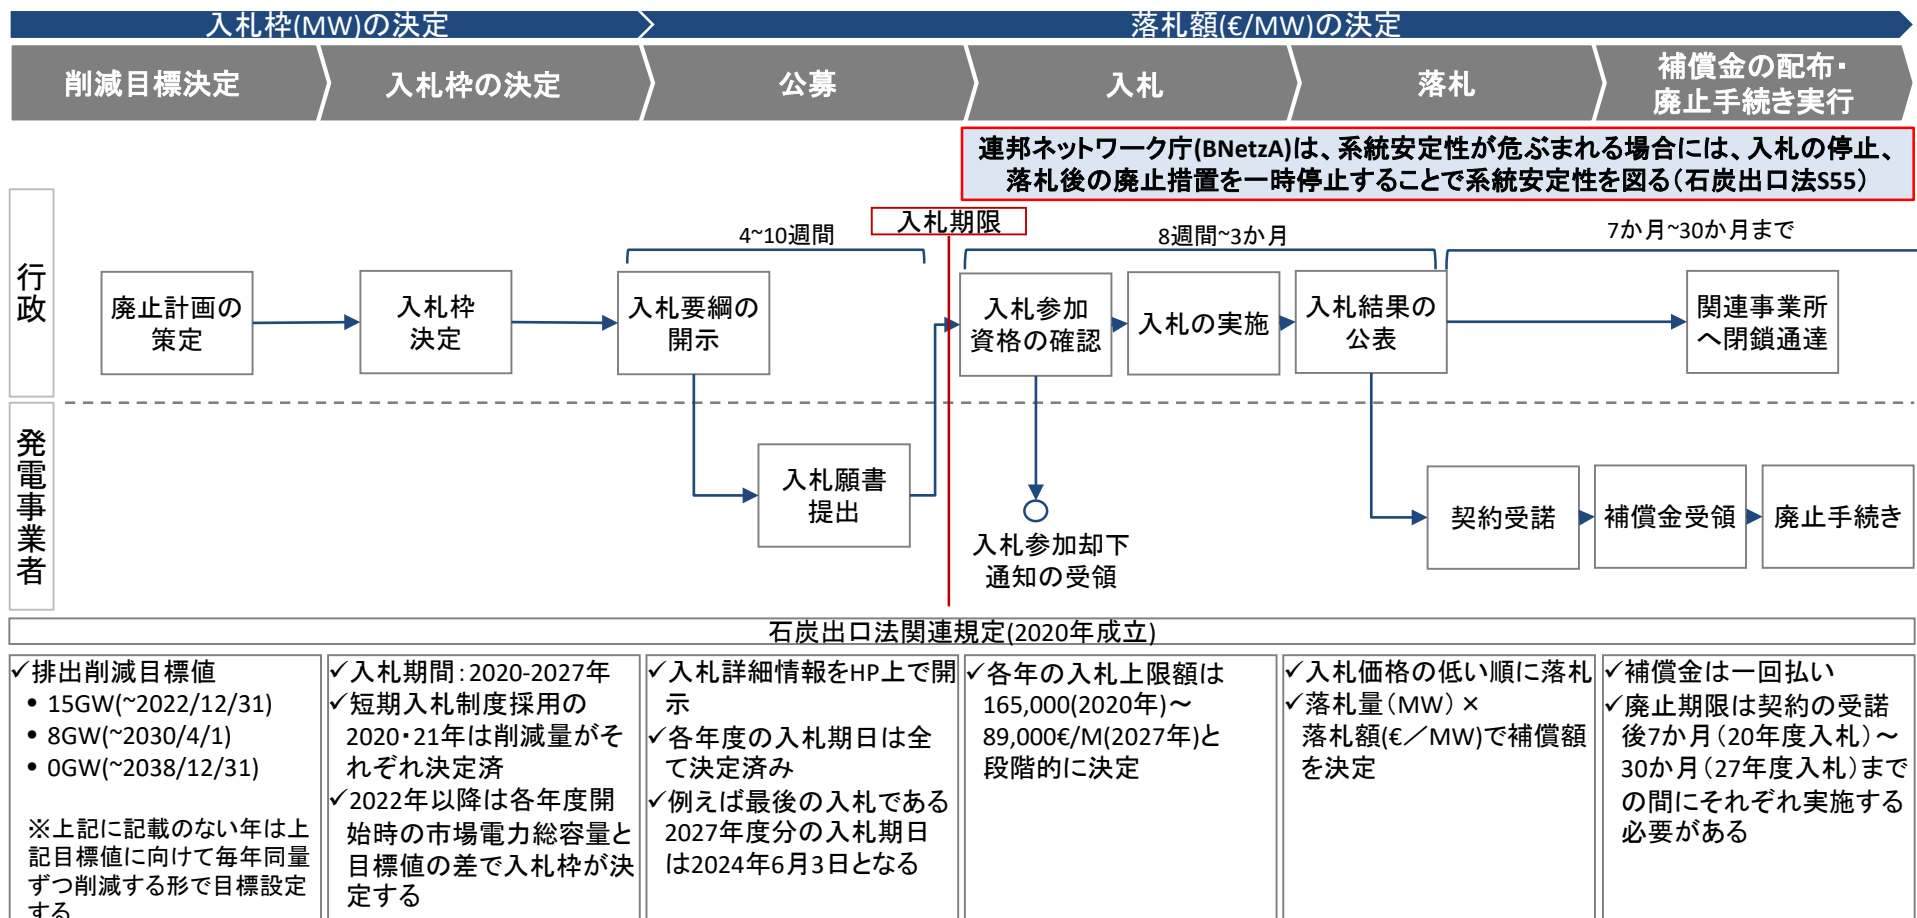 入札枠(MW)の決定
落札額(€/MW)の決定
削減目標決定
入札枠の決定
公募
入札
落札
補償金の配布・
廃止手続き実行
連邦ネットワーク庁(BNetzA)は、系統安定性が危ぶまれる場合には、入札の停止、
落札後の廃止措置を一時停止することで系統安定性を図る（石炭出口法S55）
入札期限
4~10週間
8週間~3か月
7か月~30か月まで
行政
廃止計画の
策定
入札枠
決定
入札要綱の
開示
入札参加
資格の確認
入札の実施
入札結果の
公表
関連事業所
へ閉鎖通達
発電事業者
入札願書
提出
入札参加却下
通知の受領
契約受諾
補償金受領
廃止手続き
石炭出口法関連規定(2020年成立)
✓排出削減目標値
• 15GW(~2022/12/31)
• 8GW(~2030/4/1)
• 0GW(~2038/12/31)
※上記に記載のない年は上
記目標値に向けて毎年同量
ずつ削減する形で目標設定
する
✓入札期間：2020-2027年
✓短期入札制度採用の
2020・21年は削減量がそ
れぞれ決定済
✓2022年以降は各年度開
始時の市場電力総容量と
目標値の差で入札枠が決
定する
✓入札詳細情報をHP上で開
示
✓各年度の入札期日は全
て決定済み
✓例えば最後の入札である
2027年度分の入札期日
は2024年6月3日となる
✓各年の入札上限額は
165,000(2020年)～
89,000€/M(2027年)と
段階的に決定
✓入札価格の低い順に落札
✓落札量（MW）×
落札額(€／MW)で補償額
を決定
✓補償金は一回払い
✓廃止期限は契約の受諾
後7か月（20年度入札）～
30か月（27年度入札）まで
の間にそれぞれ実施する
必要がある